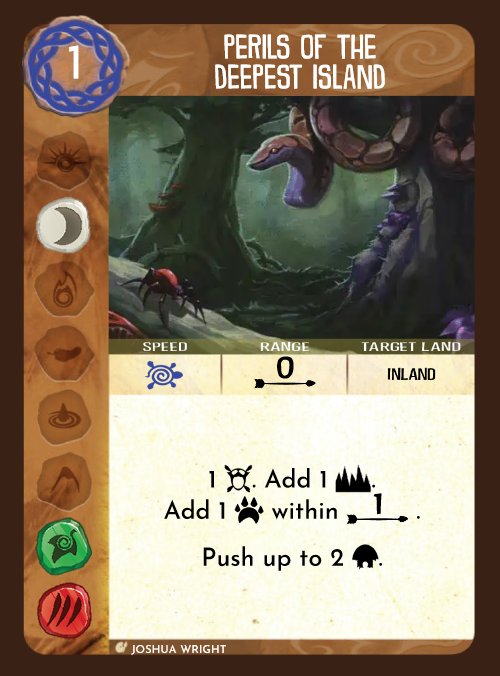 1
PERILS OF THE
DEEPEST ISLAND
SPEED RANGE TARGET LAND
0
INLAND
1 . Add 1 .
Add 1 within 1 .
Push up to 2 .
JOSHUA WRIGHT